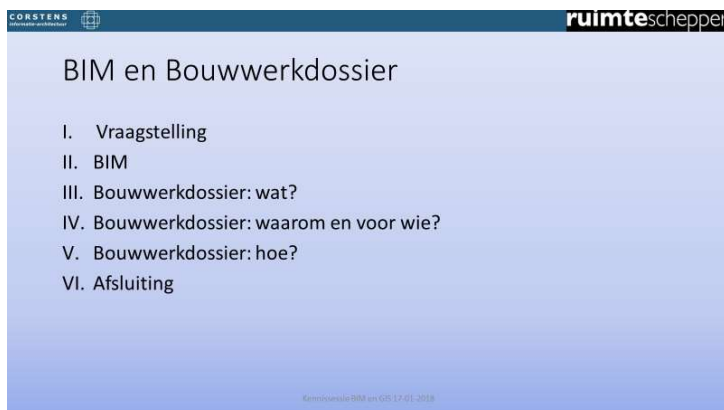 CORSTENS
informatie-architectuur
ruimteschepper
BIM en Bouwwerkdossier
I. Vraagstelling
II. BIM
III. Bouwwerkdossier: wat?
IV. Bouwwerkdossier: waarom en voor wie?
V. Bouwwerkdossier: hoe?
VI. Afsluiting
BIM en GIS 17-01-2018